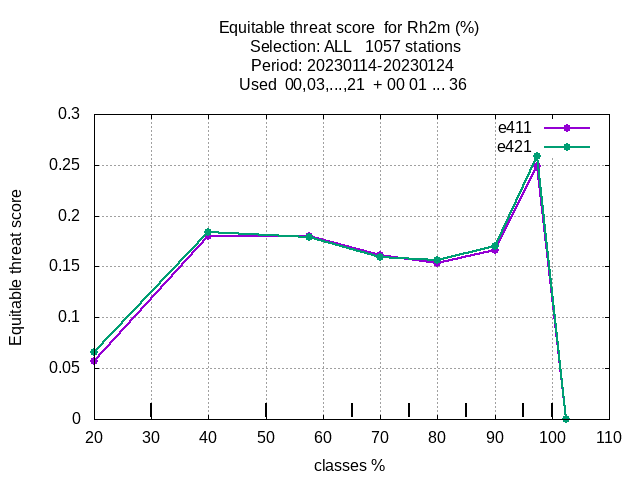 Equitable threat score  for Rh2m (%)
Selection: ALL   1057 stations
Period: 20230114-20230124
Used  00,03,...,21  + 00 01 ... 36
e411
e421
Equitable threat score
0.3
0.25
0.2
0.15
0.1
0.05
0
20 30 40 50 60 70 80 90 100 110
classes %